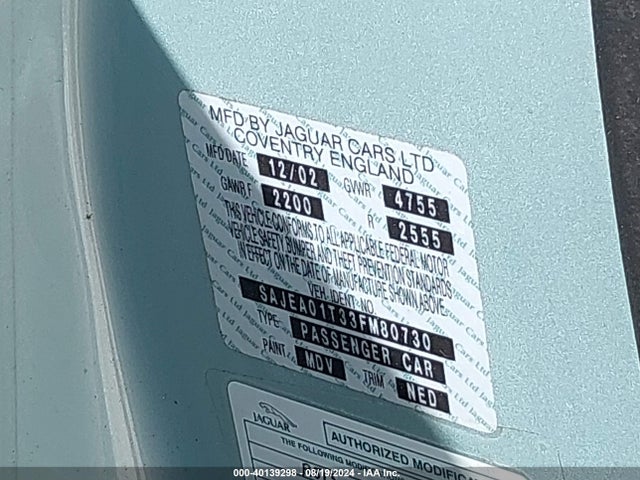 MFD BY JAGUAR CARS LTD
COVENTRY ENGLAND
MFD DATE 12/02 GVWR 4755
GAWR,F 2200 R 2555
THIS VEHICLE CONFORMS TO ALL APPLICABLE FEDERAL MOTOR
VEHICLE SAFETY, BUMPER, AND THEFT PREVENTION STANDARDS
IN EFFECT ON THE DATE OF MANUFACTURE SHOWN ABOVE
VEH. IDENT NO.
SAJEA01T33FM80730
TYPE PASSENGER CAR
PAINT MDV TRIM NED
JAGUAR
AUTHORIZED MODIFICA
THE FOLLOWING
000-40139298 - 08/19/2024 - IAA Inc.